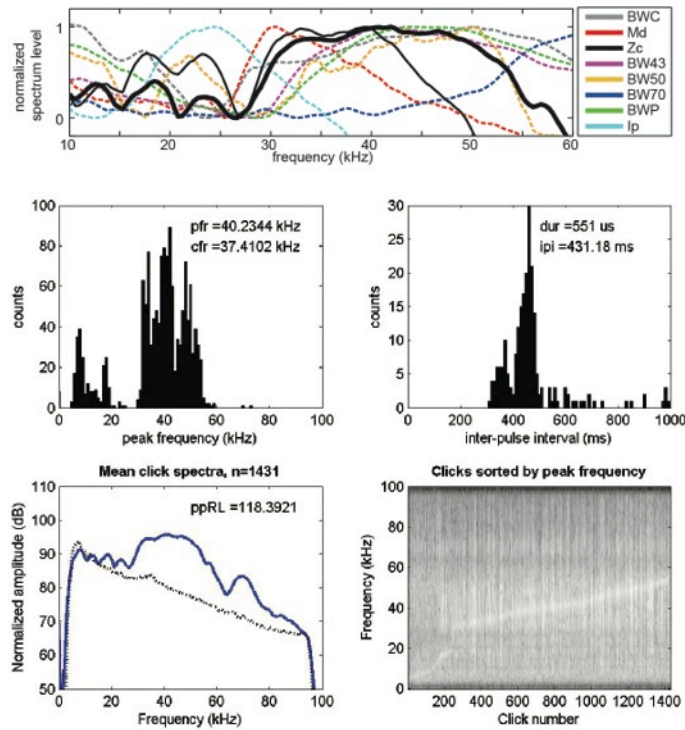 normalized
spectrum level
1
0
10 20 30 40 50 60
frequency (kHz)
BWC
Md
Zc
BW43
BW50
BW70
BWP
Ip
100
80
60
40
20
0
counts
pfr =40.2344 kHz
cfr =37.4102 kHz
0 20 40 60 80 100
peak frequency (kHz)
30
25
20
15
10
5
0
counts
dur =551 us
ipi =431.18 ms
0 200 400 600 800 1000
inter-pulse interval (ms)
Mean click spectra, n=1431
110
100
90
80
70
60
50
Normalized amplitude (dB)
ppRL =118.3921
0 20 40 60 80 100
Frequency (kHz)
Clicks sorted by peak frequency
100
80
60
40
20
0
Frequency (kHz)
200 400 600 800 1000 1200 1400
Click number